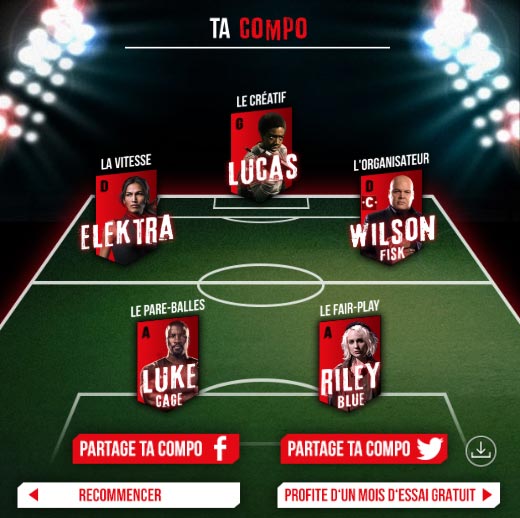 TA COMPO
LE CRÉATIF
G
LUCAS
LA VITESSE
D
ELEKTRA
L'ORGANISATEUR
D
·C·
WILSON
FISK
LE PARE-BALLES
A
LUKE
CAGE
LE FAIR-PLAY
A
RILEY
BLUE
PARTAGE TA COMPO f
PARTAGE TA COMPO
RECOMMENCER
PROFITE D'UN MOIS D'ESSAI GRATUIT